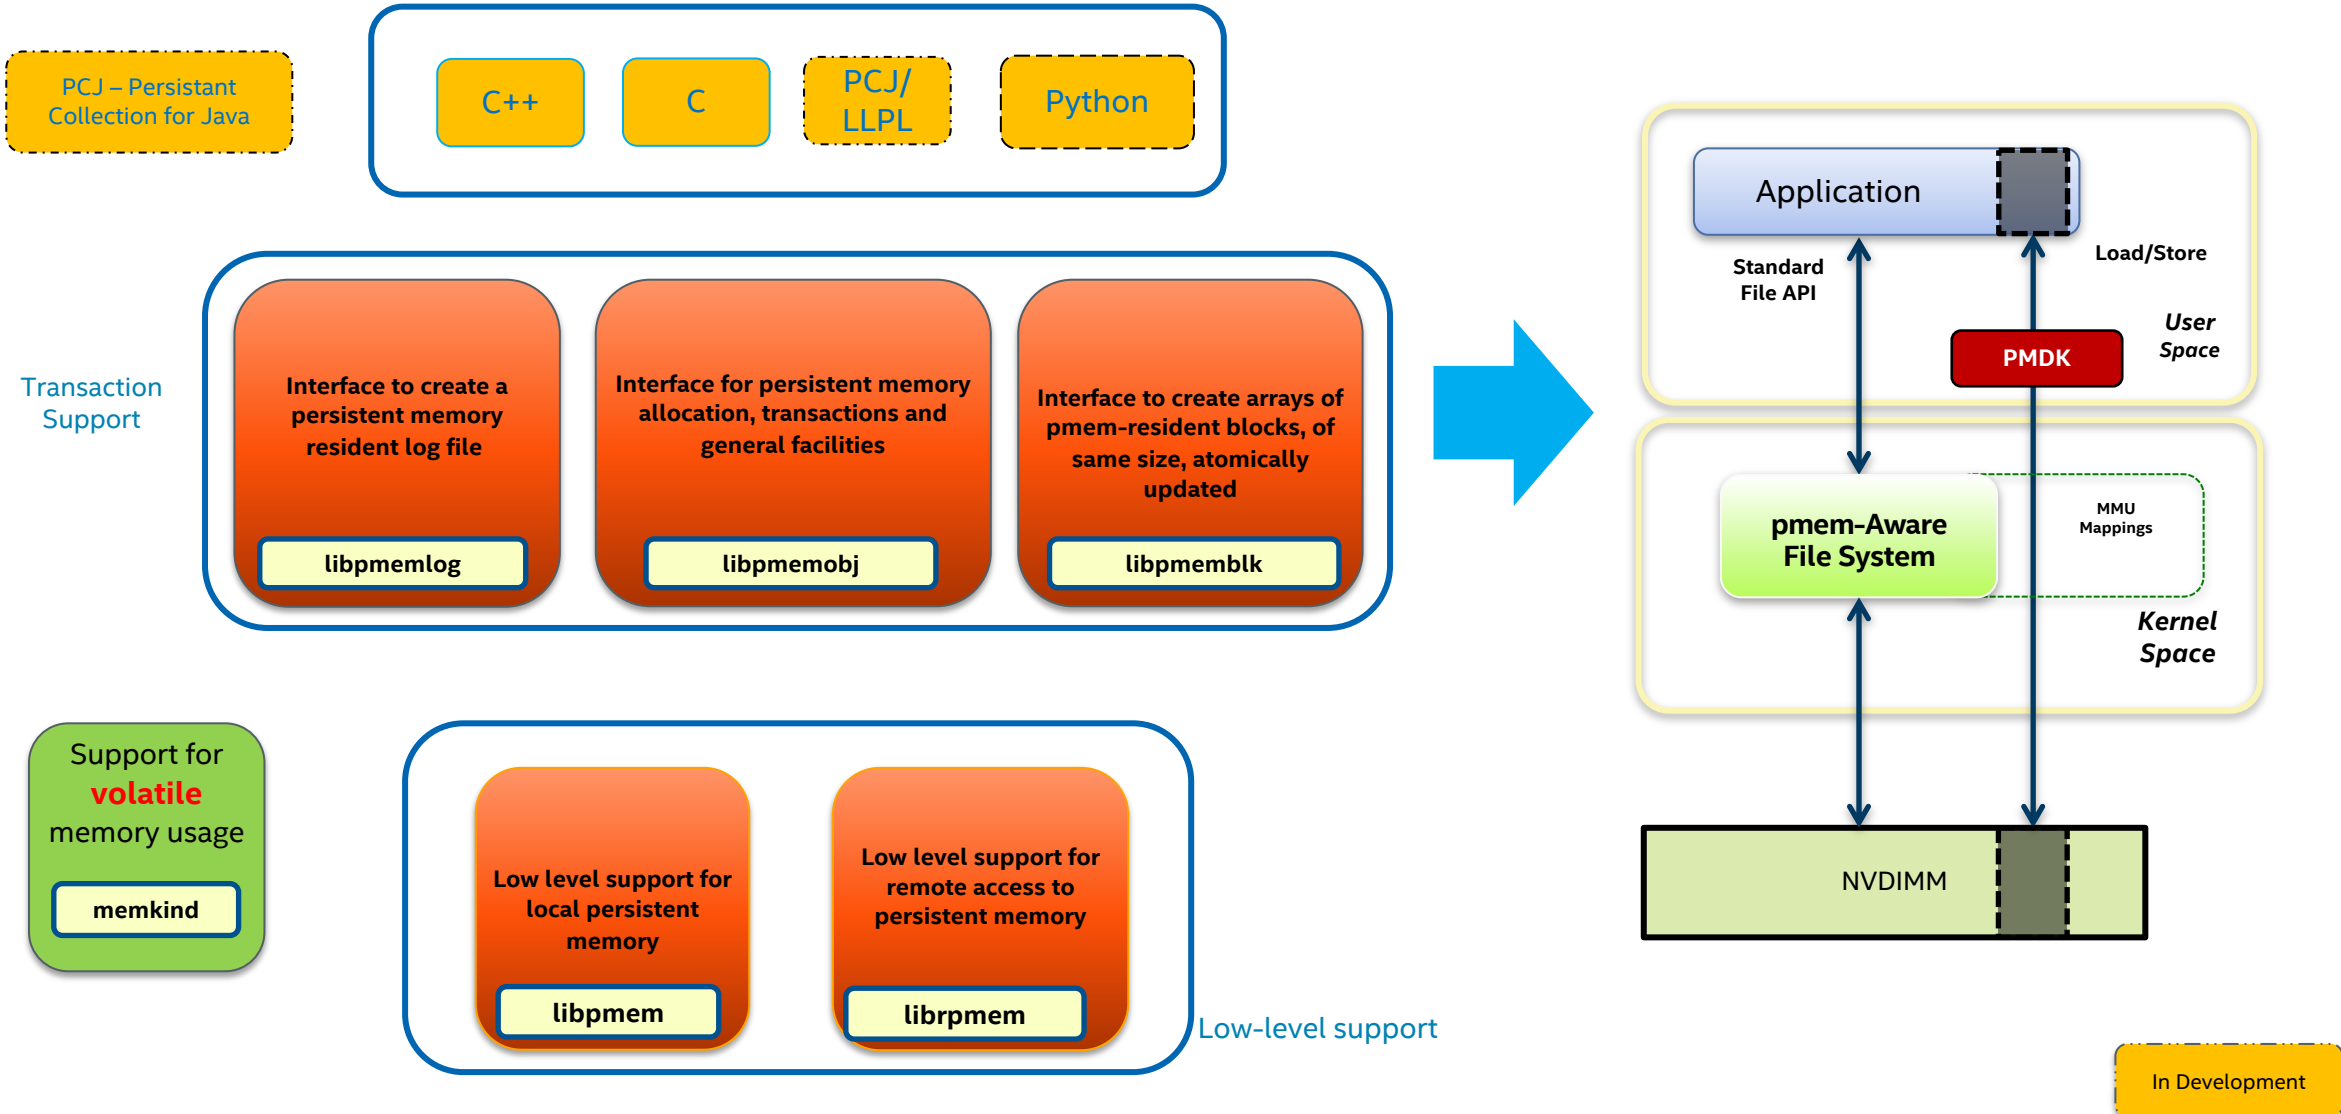 PCJ – Persistant
Collection for Java
C++
C
PCJ/
LLPL
Python
Transaction
Support
Interface to create a
persistent memory
resident log file
libpmemlog
Interface for persistent memory
allocation, transactions and
general facilities
libpmemobj
Interface to create arrays of
pmem-resident blocks, of
same size, atomically
updated
libpmemblk
Support for
volatile
memory usage
memkind
Low level support for
local persistent
memory
libpmem
Low level support for
remote access to
persistent memory
librpmem
Low-level support
Application
Standard
File API
Load/Store
User
Space
PMDK
pmem-Aware
File System
MMU
Mappings
Kernel
Space
NVDIMM
In Development